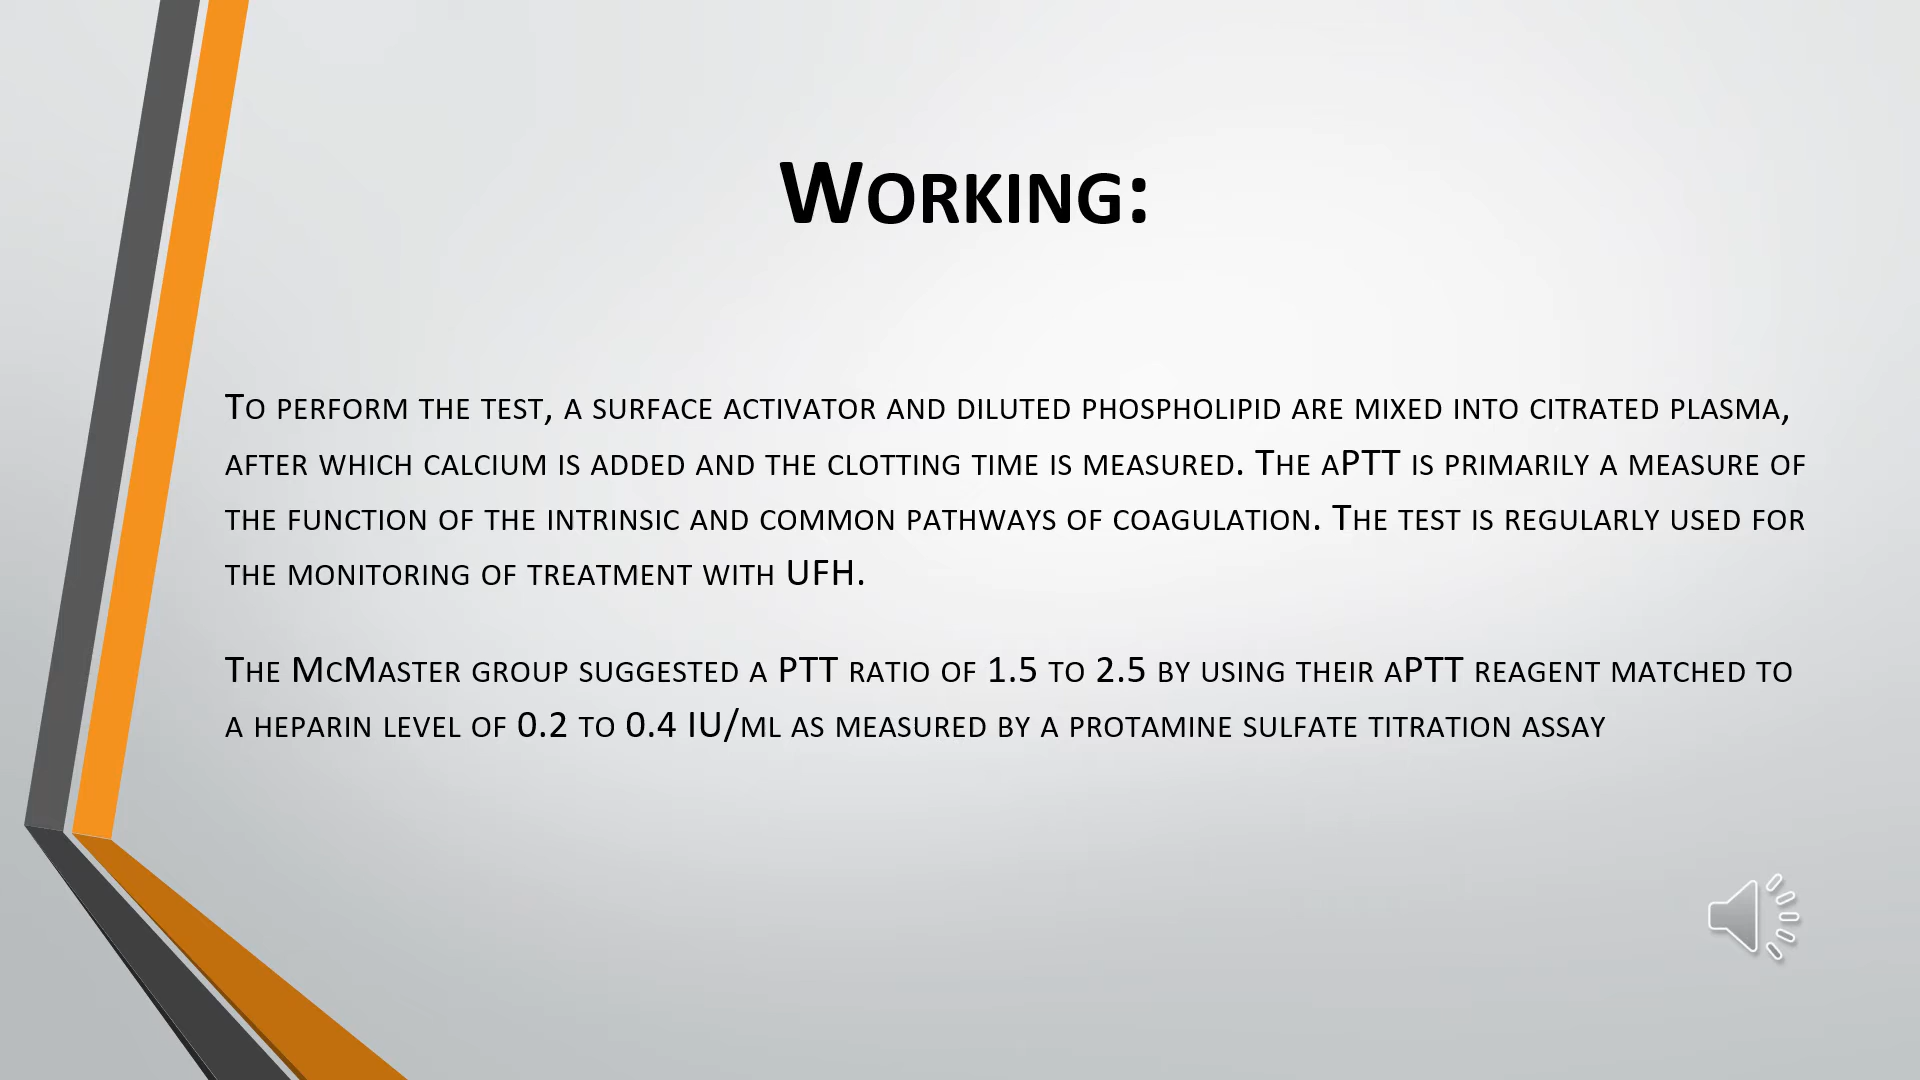 Working:
To perform the test, a surface activator and diluted phospholipid are mixed into citrated plasma,
after which calcium is added and the clotting time is measured. The aPTT is primarily a measure of
the function of the intrinsic and common pathways of coagulation. The test is regularly used for
the monitoring of treatment with UFH.
The McMaster group suggested a PTT ratio of 1.5 to 2.5 by using their aPTT reagent matched to
a heparin level of 0.2 to 0.4 IU/ml as measured by a protamine sulfate titration assay